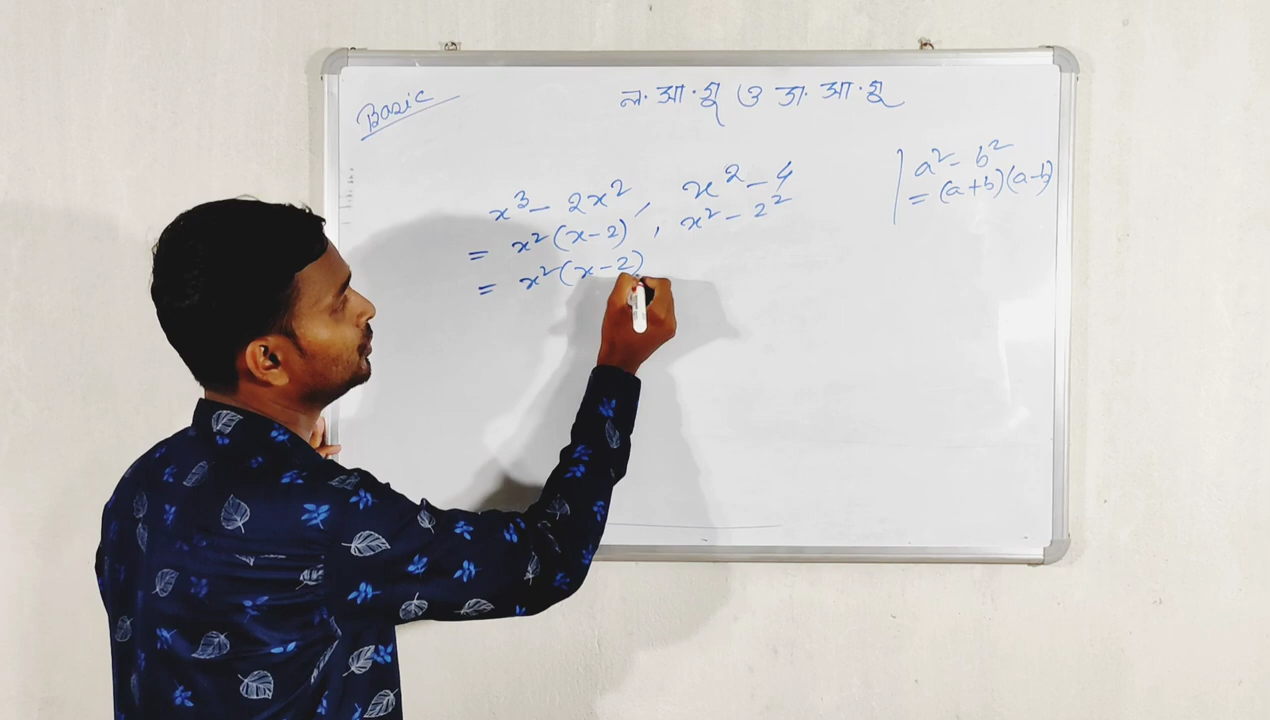 Basic
ল. সা. গু ও গ. সা. গু
x³ - 2x², x² - 4
= x²(x-2), x² - 2²
= x²(x-2)
a² - b²
= (a+b)(a-b)